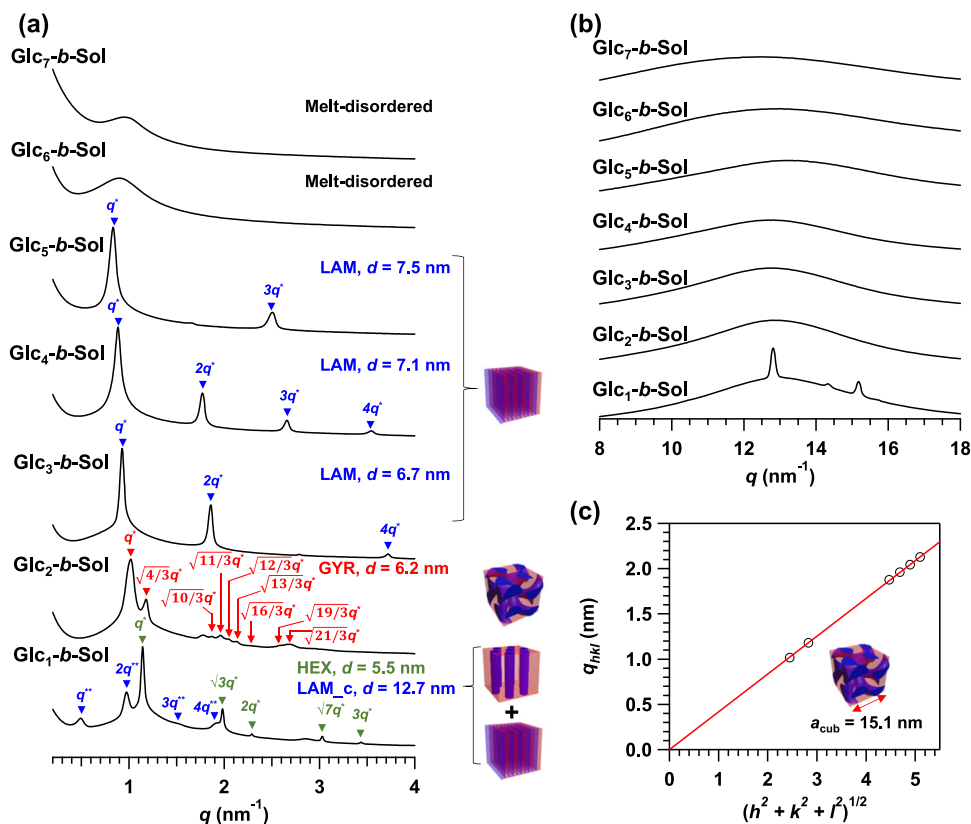 (a)
Glc7-b-Sol
Melt-disordered
Glc6-b-Sol
Melt-disordered
Glc5-b-Sol
q*
LAM, d = 7.5 nm
3q*
Glc4-b-Sol
q*
LAM, d = 7.1 nm
2q*
3q*
4q*
Glc3-b-Sol
q*
LAM, d = 6.7 nm
2q*
4q*
Glc2-b-Sol
q*
√11/3q*
√12/3q*
GYR, d = 6.2 nm
√4/3q*
√13/3q*
√10/3q*
√16/3q*
√19/3q*
√21/3q*
Glc1-b-Sol
q*
HEX, d = 5.5 nm
LAM_c, d = 12.7 nm
q**
2q**
3q**
4q**
√3q*
2q*
√7q*
3q*
+
1 2 3 4
q (nm⁻¹)
(b)
Glc7-b-Sol
Glc6-b-Sol
Glc5-b-Sol
Glc4-b-Sol
Glc3-b-Sol
Glc2-b-Sol
Glc1-b-Sol
8 10 12 14 16 18
q (nm⁻¹)
(c)
2.5
2.0
1.5
1.0
0.5
0.0
qhkl (nm)
acub = 15.1 nm
0 1 2 3 4 5
(h² + k² + l²)^1/2